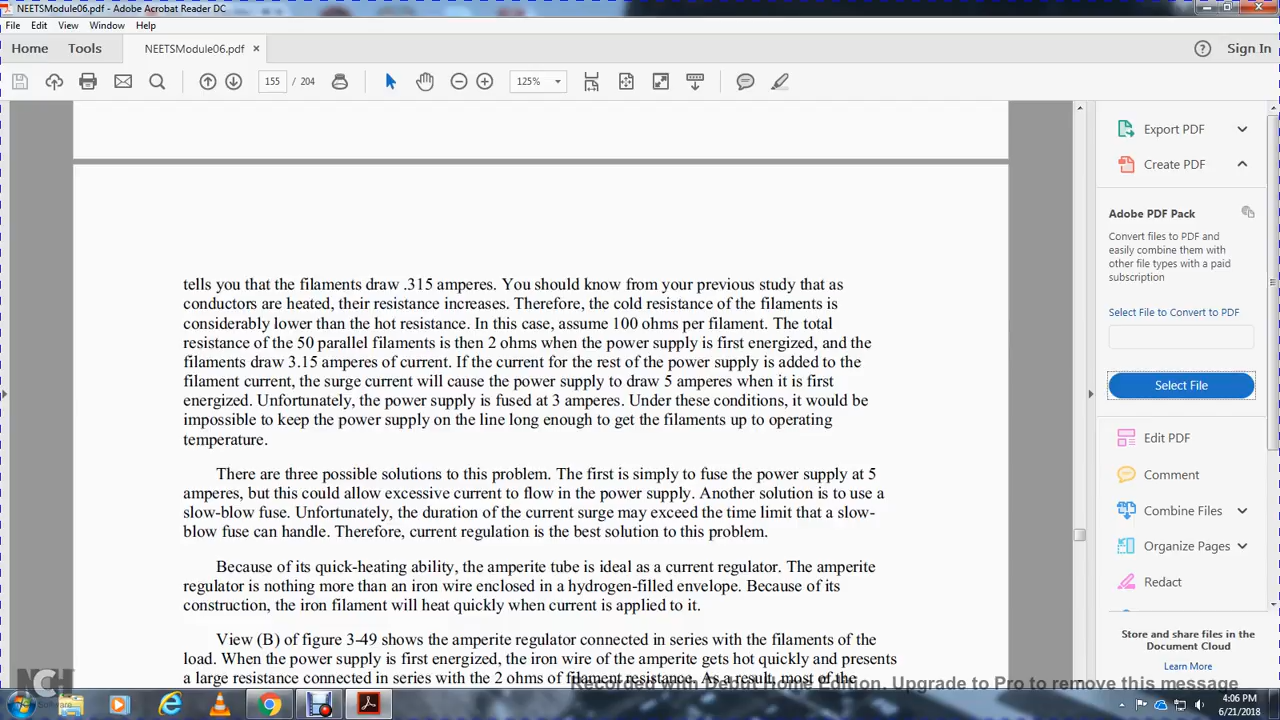 NEETSModule06.pdf - Adobe Acrobat Reader DC
File Edit View Window Help
Home Tools NEETSModule06.pdf × ? Sign In
155 / 204 125%
tells you that the filaments draw .315 amperes. You should know from your previous study that as
conductors are heated, their resistance increases. Therefore, the cold resistance of the filaments is
considerably lower than the hot resistance. In this case, assume 100 ohms per filament. The total
resistance of the 50 parallel filaments is then 2 ohms when the power supply is first energized, and the
filaments draw 3.15 amperes of current. If the current for the rest of the power supply is added to the
filament current, the surge current will cause the power supply to draw 5 amperes when it is first
energized. Unfortunately, the power supply is fused at 3 amperes. Under these conditions, it would be
impossible to keep the power supply on the line long enough to get the filaments up to operating
temperature.
There are three possible solutions to this problem. The first is simply to fuse the power supply at 5
amperes, but this could allow excessive current to flow in the power supply. Another solution is to use a
slow-blow fuse. Unfortunately, the duration of the current surge may exceed the time limit that a slow-
blow fuse can handle. Therefore, current regulation is the best solution to this problem.
Because of its quick-heating ability, the amperite tube is ideal as a current regulator. The amperite
regulator is nothing more than an iron wire enclosed in a hydrogen-filled envelope. Because of its
construction, the iron filament will heat quickly when current is applied to it.
View (B) of figure 3-49 shows the amperite regulator connected in series with the filaments of the
load. When the power supply is first energized, the iron wire of the amperite gets hot quickly and presents
a large resistance connected in series with the 2 ohms of filament resistance. As a result, most of the
Export PDF
Create PDF
Adobe PDF Pack
Convert files to PDF and
easily combine them with
other file types with a paid
subscription
Select File to Convert to PDF
Select File
Edit PDF
Comment
Combine Files
Organize Pages
Redact
Store and share files in the
Document Cloud
Learn More
NCH
Software
Recorded with Debut Home Edition. Upgrade to Pro to remove this message
4:06 PM
6/21/2018